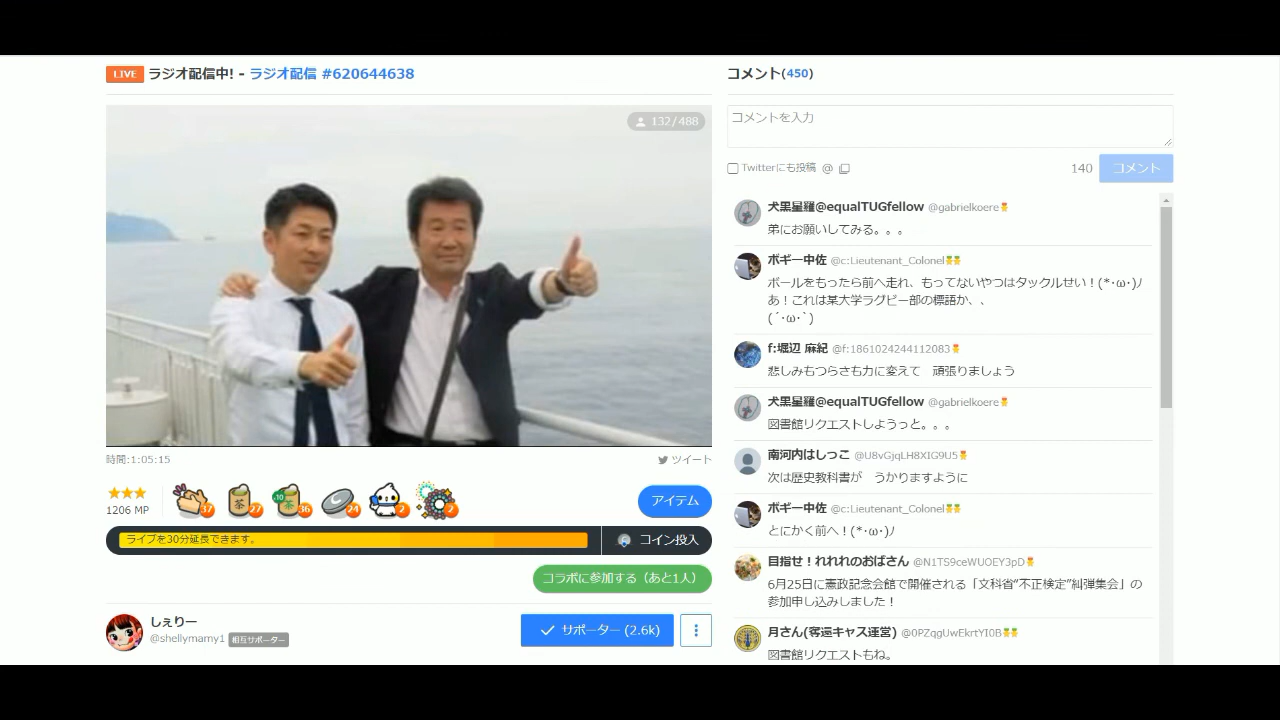 LIVE ラジオ配信中! - ラジオ配信 #620644638
132/488
時間:1:05:15
ツイート
1206 MP
37
27
+10
36
24
2
2
茶
茶
アイテム
ライブを30分延長できます。
コイン投入
コラボに参加する（あと1人）
しぇりー
@shellymamy1 相互サポーター
サポーター (2.6k)
コメント(450)
コメントを入力
Twitterにも投稿 @
140
コメント
犬黒星羅@equalTUGfellow @gabrielkoere
弟にお願いしてみる。。。
ボギー中佐 @c:Lieutenant_Colonel
ボールをもったら前へ走れ、もってないやつはタックルせい！(*･ω･)ﾉ
あ！これは某大学ラグビー部の標語か、、
(´･ω･`)
f:堀辺 麻紀 @f:1861024244112083
悲しみもつらさも力に変えて　頑張りましょう
犬黒星羅@equalTUGfellow @gabrielkoere
図書館リクエストしようっと。。。
南河内はしっこ @U8vGjqLH8XIG9U5
次は歴史教科書が　うかりますように
ボギー中佐 @c:Lieutenant_Colonel
とにかく前へ！(*･ω･)ﾉ
目指せ！れれれのおばさん @N1TS9ceWUOEY3pD
6月25日に憲政記念会館で開催される「文科省“不正検定”糾弾集会」の
参加申し込みしました！
月さん(客還キャス運営) @0PZqgUwEkrtYI0B
図書館リクエストもね。